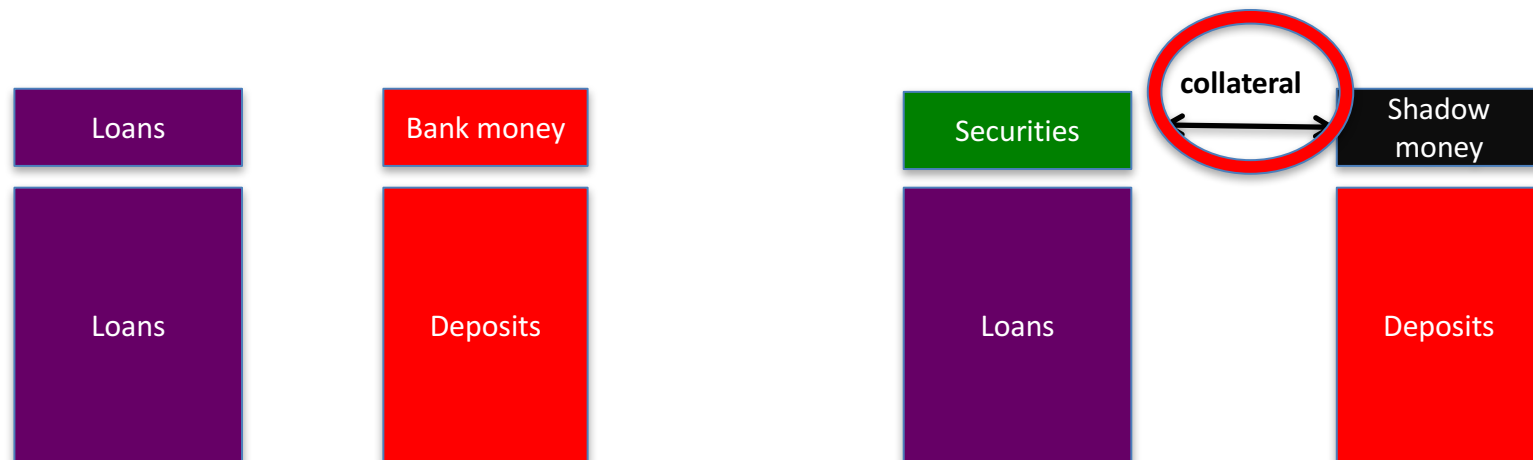 Loans
Bank money
Loans
Deposits
collateral
Securities
Shadow
money
Loans
Deposits